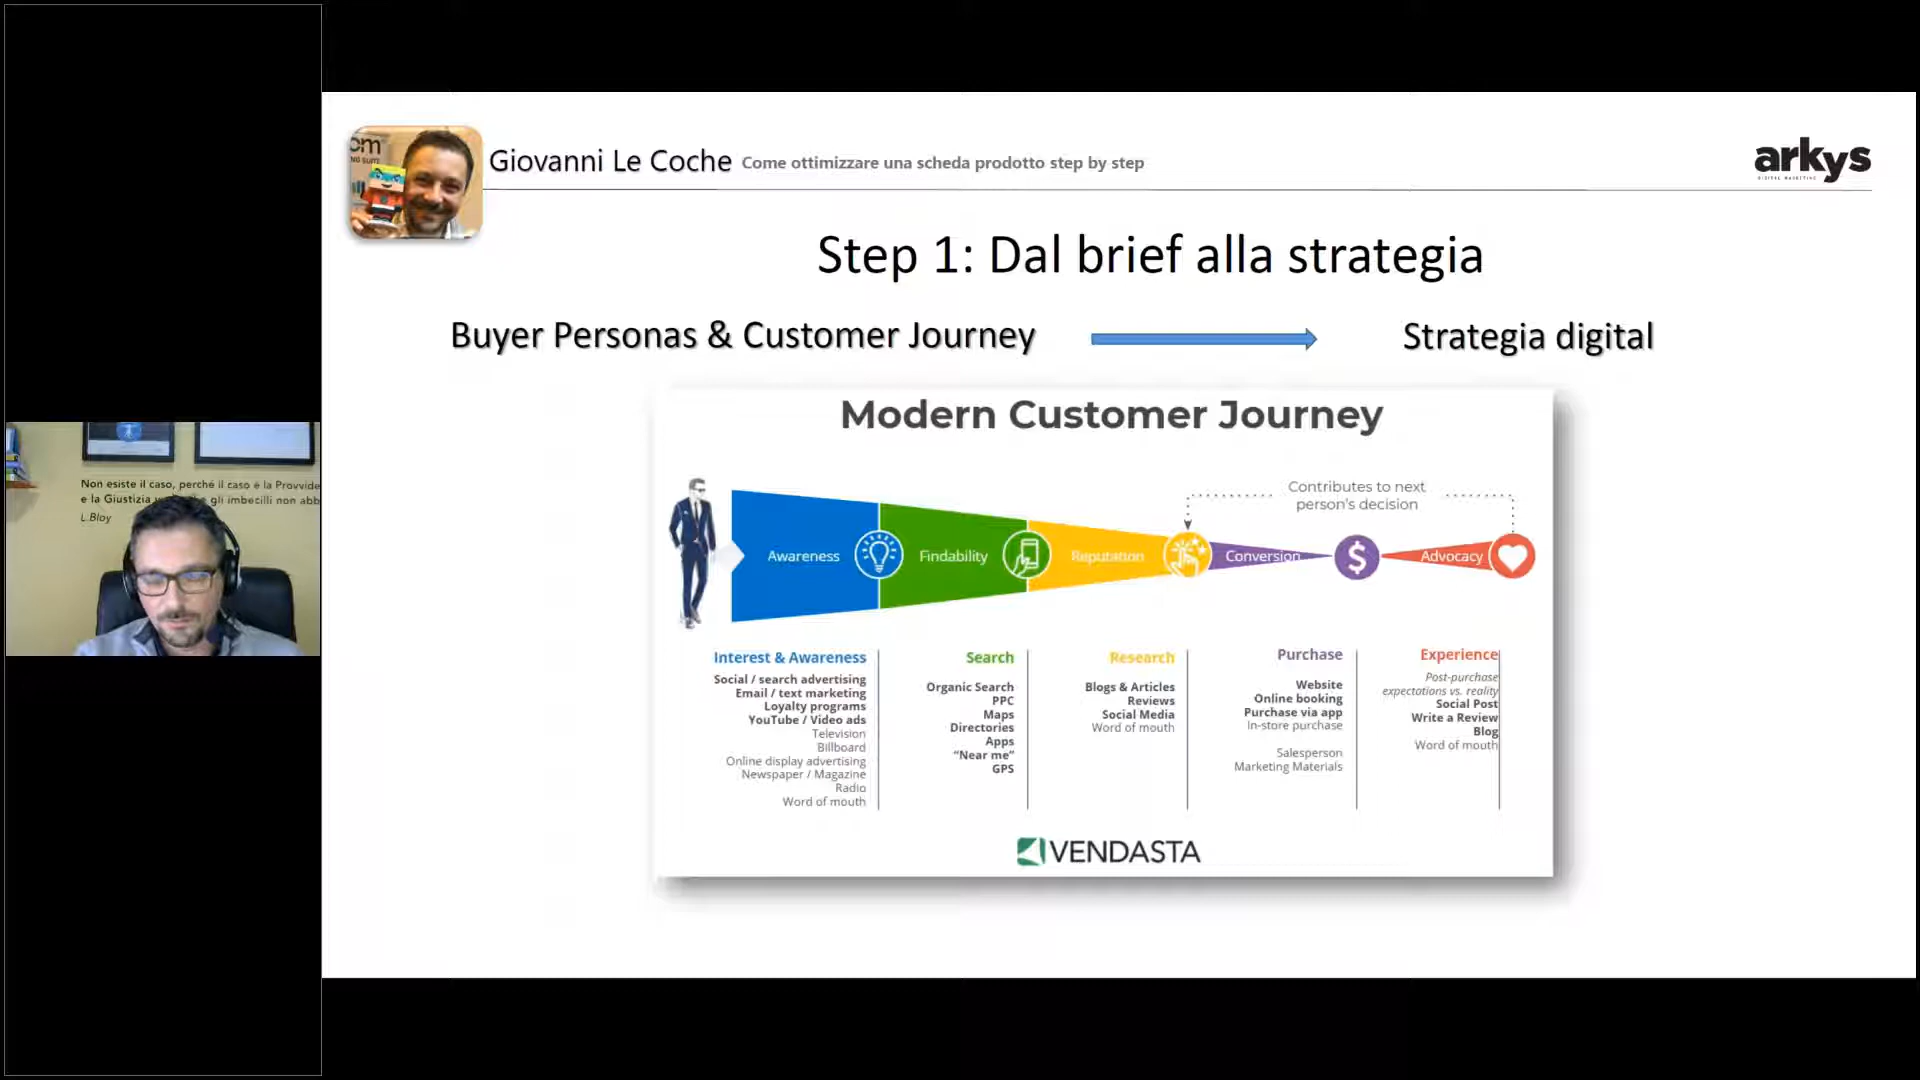 Giovanni Le Coche Come ottimizzare una scheda prodotto step by step
arkys
DIGITAL MARKETING
Step 1: Dal brief alla strategia
Buyer Personas & Customer Journey
Strategia digital
Modern Customer Journey
Contributes to next
person's decision
Awareness
Findability
Reputation
Conversion
$
Advocacy
Interest & Awareness
Social / search advertising
Email / text marketing
Loyalty programs
YouTube / Video ads
Television
Billboard
Online display advertising
Newspaper / Magazine
Radio
Word of mouth
Search
Organic Search
PPC
Maps
Directories
Apps
“Near me”
GPS
Research
Blogs & Articles
Reviews
Social Media
Word of mouth
Purchase
Website
Online booking
Purchase via app
In-store purchase
Salesperson
Marketing Materials
Experience
Post-purchase
expectations vs. reality
Social Post
Write a Review
Blog
Word of mouth
VENDASTA
Non esiste il caso, perché il caso è la Provvide
e la Giustizia gli imbecilli non abb
L.Bloy
om